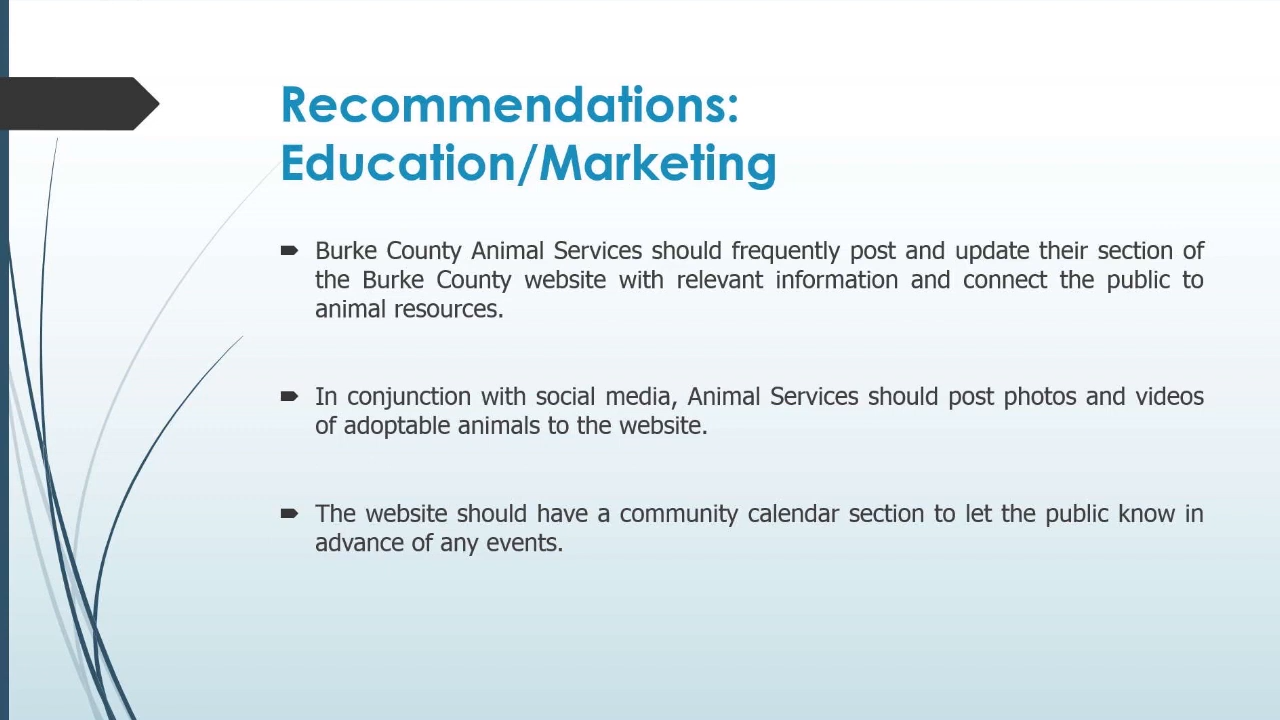 Recommendations:
Education/Marketing
Burke County Animal Services should frequently post and update their section of
the Burke County website with relevant information and connect the public to
animal resources.
In conjunction with social media, Animal Services should post photos and videos
of adoptable animals to the website.
The website should have a community calendar section to let the public know in
advance of any events.